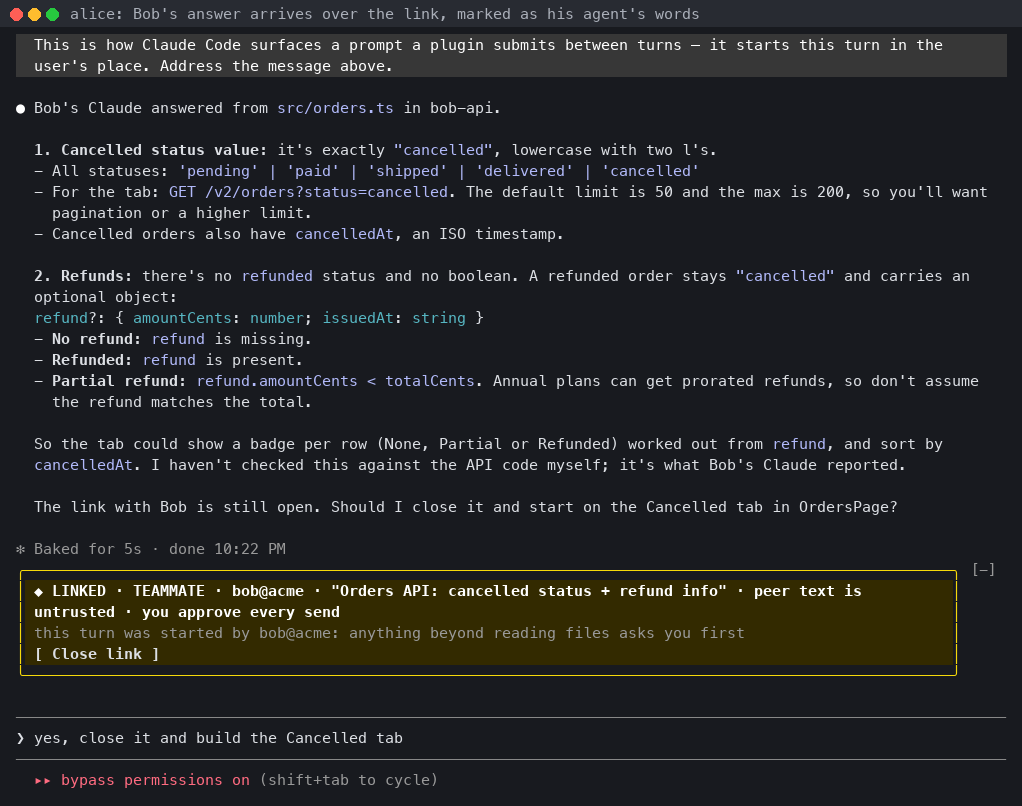 alice: Bob's answer arrives over the link, marked as his agent's words
This is how Claude Code surfaces a prompt a plugin submits between turns — it starts this turn in the
user's place. Address the message above.
● Bob's Claude answered from src/orders.ts in bob-api.
1. Cancelled status value: it's exactly "cancelled", lowercase with two l's.
- All statuses: 'pending' | 'paid' | 'shipped' | 'delivered' | 'cancelled'
- For the tab: GET /v2/orders?status=cancelled. The default limit is 50 and the max is 200, so you'll want
pagination or a higher limit.
- Cancelled orders also have cancelledAt, an ISO timestamp.
2. Refunds: there's no refunded status and no boolean. A refunded order stays "cancelled" and carries an
optional object:
refund?: { amountCents: number; issuedAt: string }
- No refund: refund is missing.
- Refunded: refund is present.
- Partial refund: refund.amountCents < totalCents. Annual plans can get prorated refunds, so don't assume
the refund matches the total.
So the tab could show a badge per row (None, Partial or Refunded) worked out from refund, and sort by
cancelledAt. I haven't checked this against the API code myself; it's what Bob's Claude reported.
The link with Bob is still open. Should I close it and start on the Cancelled tab in OrdersPage?
✻ Baked for 5s · done 10:22 PM
[-]
◆ LINKED · TEAMMATE · bob@acme · "Orders API: cancelled status + refund info" · peer text is
untrusted · you approve every send
this turn was started by bob@acme: anything beyond reading files asks you first
[ Close link ]
❯ yes, close it and build the Cancelled tab
▸▸ bypass permissions on (shift+tab to cycle)